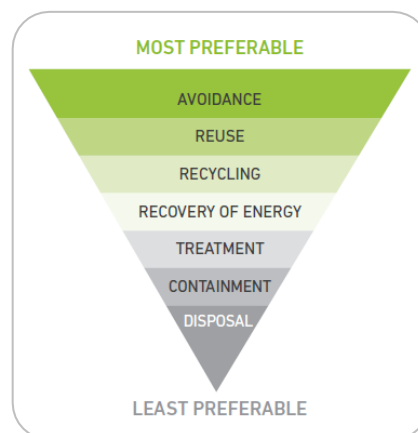 MOST PREFERABLE
AVOIDANCE
REUSE
RECYCLING
RECOVERY OF ENERGY
TREATMENT
CONTAINMENT
DISPOSAL
LEAST PREFERABLE